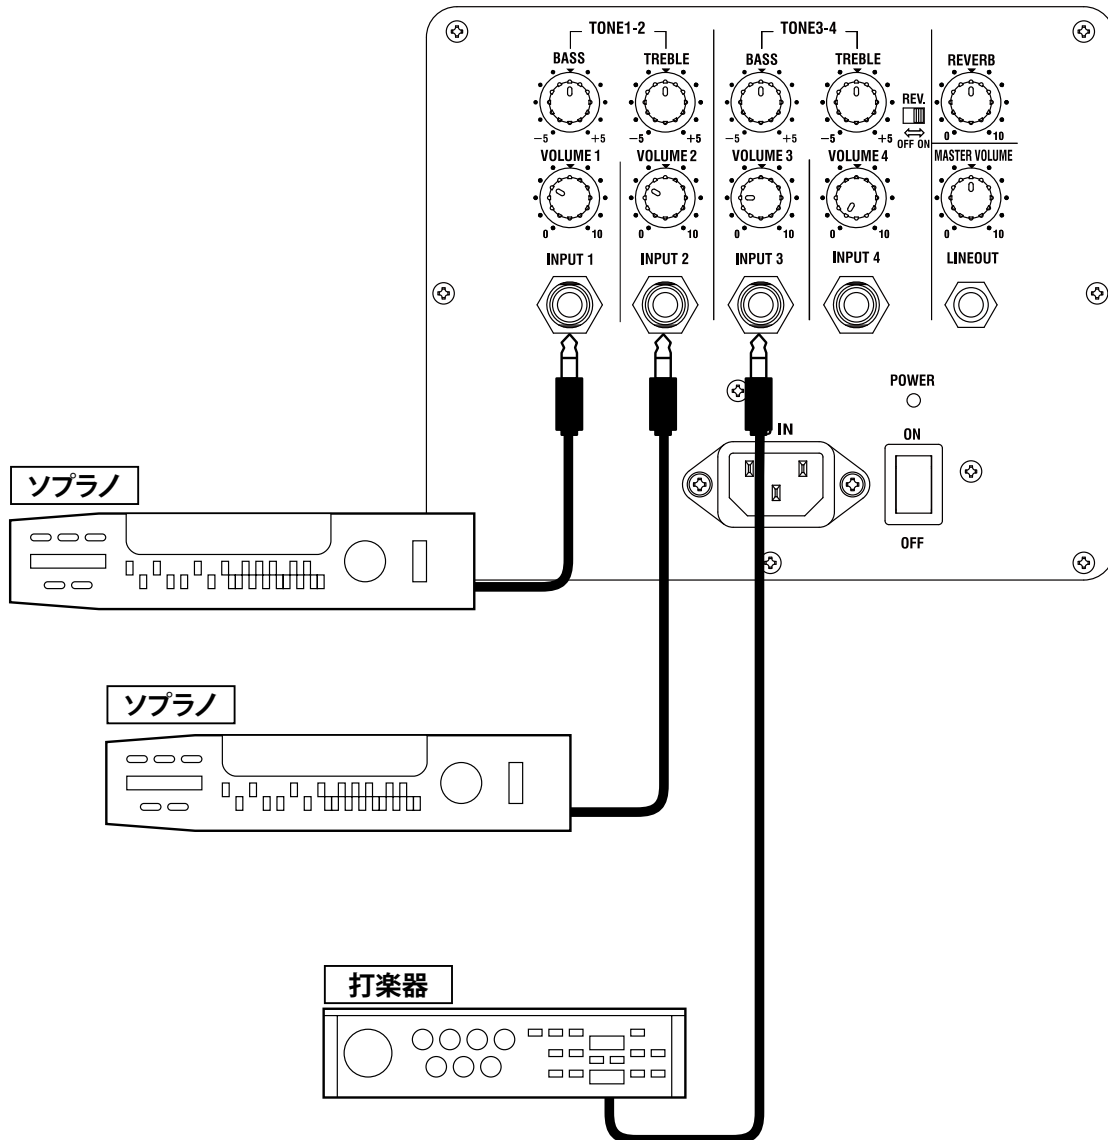 TONE1-2 TONE3-4
BASS TREBLE BASS TREBLE REVERB
REV.
−5 +5 −5 +5 −5 +5 −5 +5 0 10
OFF ON
VOLUME 1 VOLUME 2 VOLUME 3 VOLUME 4 MASTER VOLUME
0 10 0 10 0 10 0 10 0 10
INPUT 1 INPUT 2 INPUT 3 INPUT 4 LINEOUT
POWER
IN ON
OFF
ソプラノ
ソプラノ
打楽器